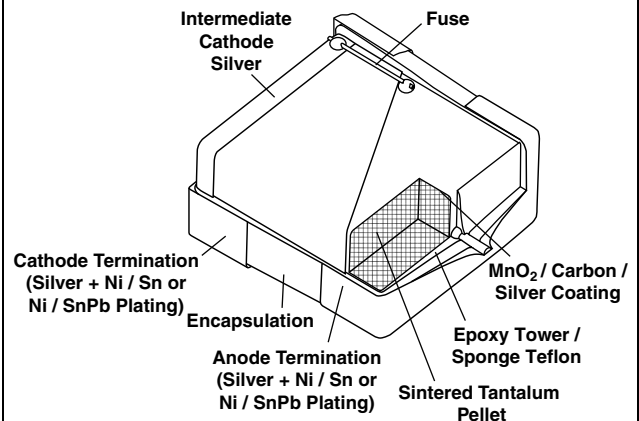 Intermediate
Cathode
Silver
Fuse
Cathode Termination
(Silver + Ni / Sn or
Ni / SnPb Plating)
Encapsulation
Anode Termination
(Silver + Ni / Sn or
Ni / SnPb Plating)
MnO₂ / Carbon /
Silver Coating
Epoxy Tower /
Sponge Teflon
Sintered Tantalum
Pellet